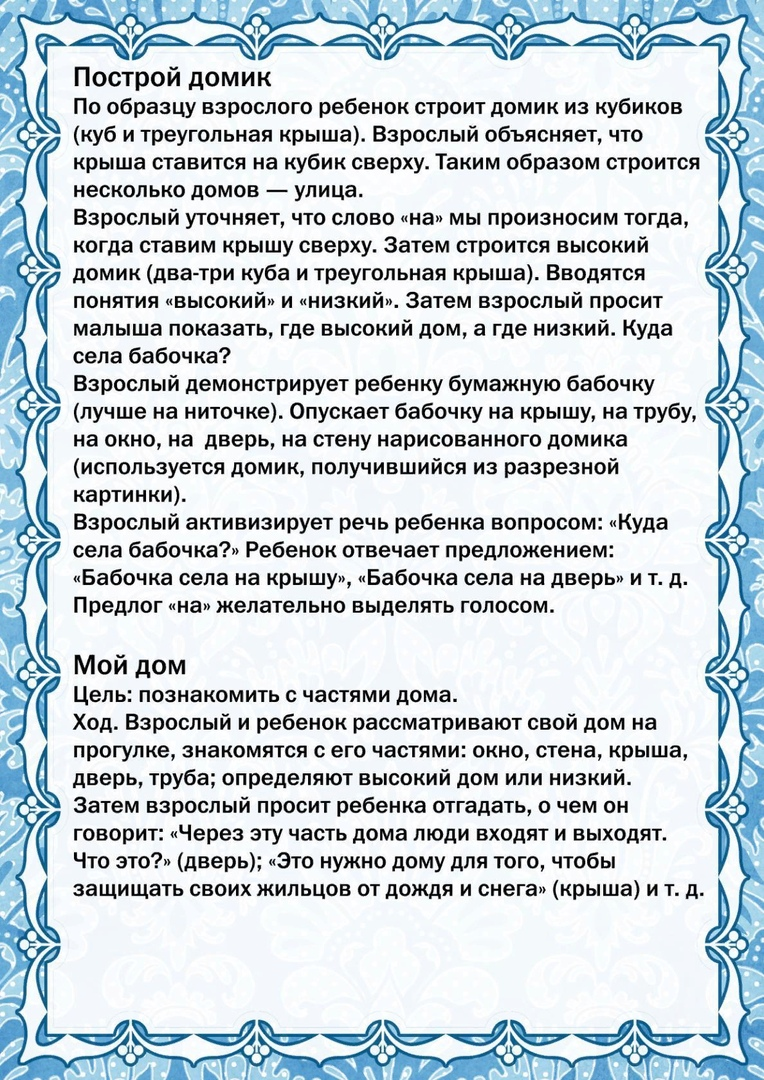 Построй домик
По образцу взрослого ребенок строит домик из кубиков
(куб и треугольная крыша). Взрослый объясняет, что
крыша ставится на кубик сверху. Таким образом строится
несколько домов — улица.
Взрослый уточняет, что слово «на» мы произносим тогда,
когда ставим крышу сверху. Затем строится высокий
домик (два-три куба и треугольная крыша). Вводятся
понятия «высокий» и «низкий». Затем взрослый просит
малыша показать, где высокий дом, а где низкий. Куда
села бабочка?
Взрослый демонстрирует ребенку бумажную бабочку
(лучше на ниточке). Опускает бабочку на крышу, на трубу,
на окно, на  дверь, на стену нарисованного домика
(используется домик, получившийся из разрезной
картинки).
Взрослый активизирует речь ребенка вопросом: «Куда
села бабочка?» Ребенок отвечает предложением:
«Бабочка села на крышу», «Бабочка села на дверь» и т. д.
Предлог «на» желательно выделять голосом.
Мой дом
Цель: познакомить с частями дома.
Ход. Взрослый и ребенок рассматривают свой дом на
прогулке, знакомятся с его частями: окно, стена, крыша,
дверь, труба; определяют высокий дом или низкий.
Затем взрослый просит ребенка отгадать, о чем он
говорит: «Через эту часть дома люди входят и выходят.
Что это?» (дверь); «Это нужно дому для того, чтобы
защищать своих жильцов от дождя и снега» (крыша) и т. д.